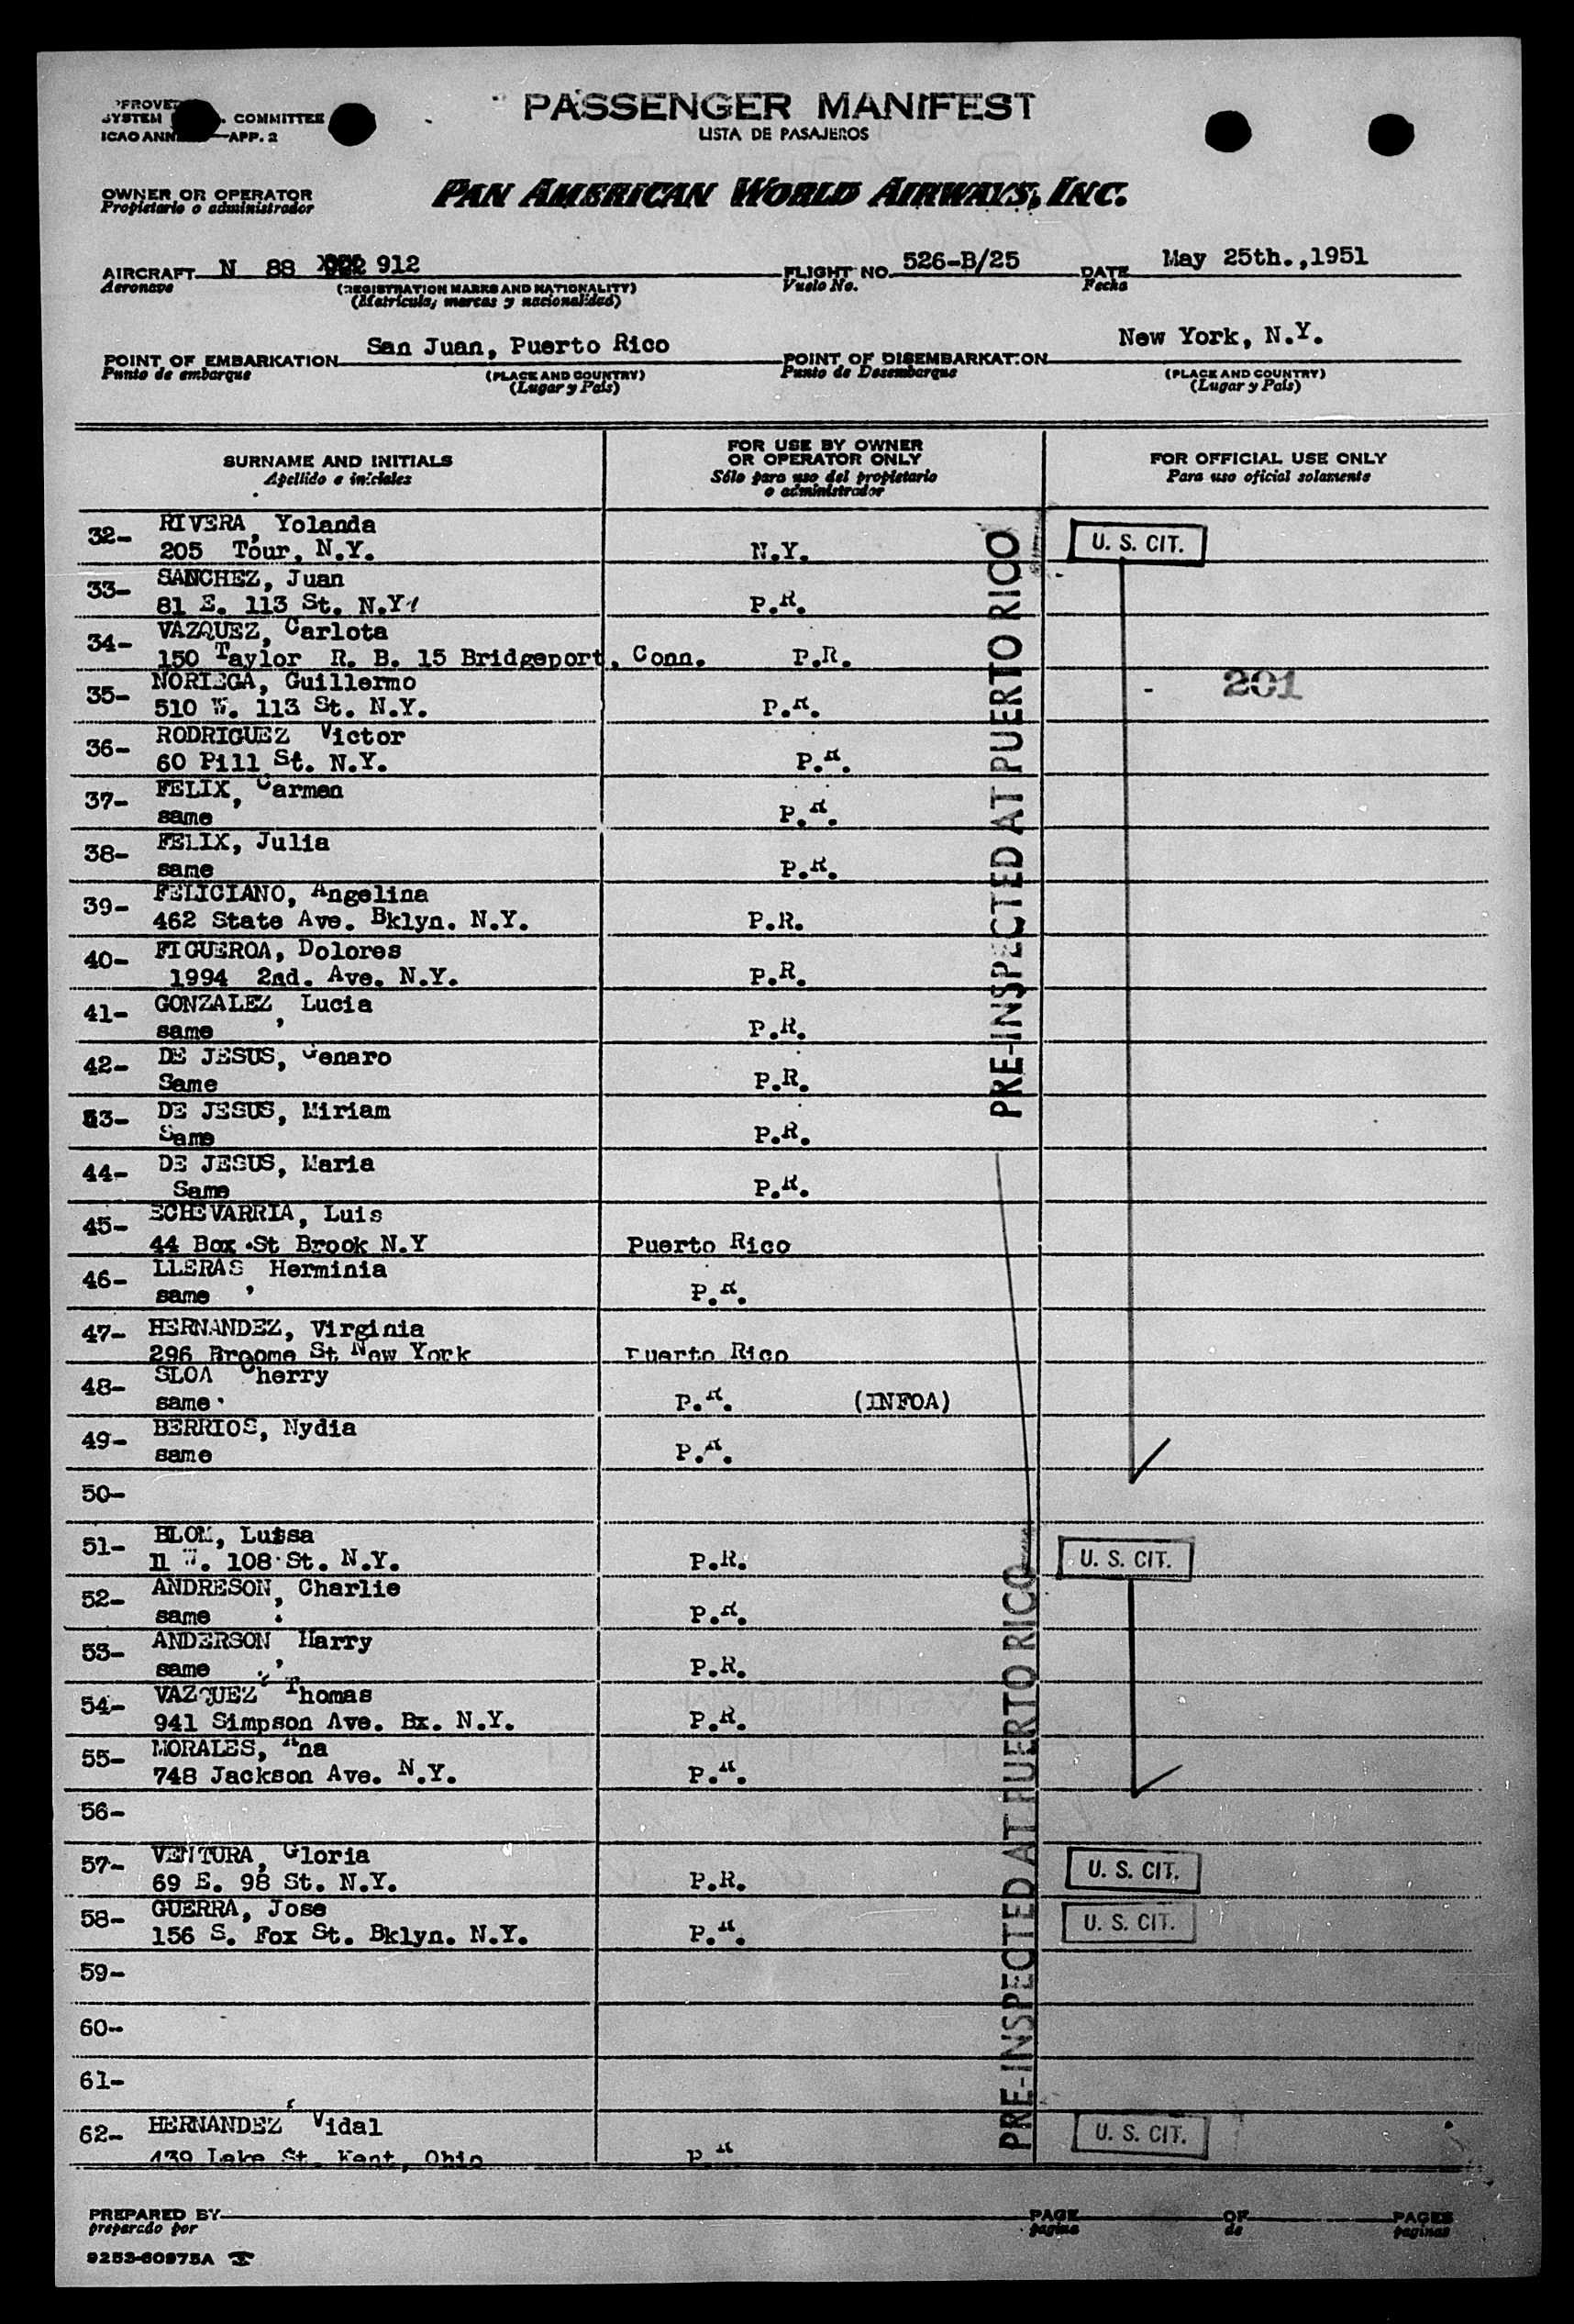 PASSENGER MANIFEST
LISTA DE PASAJEROS
COMMITTEE
SYSTEM
ICAO ANN
APP. 2
OWNER OR OPERATOR
Propietario o administrador
PAN AMERICAN WORLD AIRWAYS, INC.
AIRCRAFT N 88 912
Aeronave
(REGISTRATION MARKS AND NATIONALITY)
(Matrícula, marcas y nacionalidad)
FLIGHT NO. 526-B/25
Vuelo No.
DATE May 25th.,1951
Fecha
POINT OF EMBARKATION San Juan, Puerto Rico
Punto de embarque
(PLACE AND COUNTRY)
(Lugar y País)
POINT OF DISEMBARKATION New York, N.Y.
Punto de Desembarque
(PLACE AND COUNTRY)
(Lugar y País)
SURNAME AND INITIALS
Apellido e iniciales
FOR USE BY OWNER
OR OPERATOR ONLY
Sólo para uso del propietario
o administrador
FOR OFFICIAL USE ONLY
Para uso oficial solamente
32- RIVERA, Yolanda
205 Tour, N.Y. N.Y. U. S. CIT.
33- SANCHEZ, Juan
81 E. 113 St. N.Y. P.R.
34- VAZQUEZ, Carlota
150 Taylor R. B. 15 Bridgeport, Conn. P.R.
35- NORIEGA, Guillermo
510 W. 113 St. N.Y. P.R. 201
36- RODRIGUEZ Victor
60 Pill St. N.Y. P.R.
37- FELIX, Carmen
same P.R.
38- FELIX, Julia
same P.R.
39- FELICIANO, Angelina
462 State Ave. Bklyn. N.Y. P.R.
40- FIGUEROA, Dolores
1994 2nd. Ave. N.Y. P.R.
41- GONZALEZ, Lucia
same P.R.
42- DE JESUS, Genaro
Same P.R.
43- DE JESUS, Miriam
Same P.R.
44- DE JESUS, Maria
Same P.R.
PRE-INSPECTED AT PUERTO RICO
45- ECHEVARRIA, Luis
44 Box .St Brook N.Y Puerto Rico
46- LLERAS, Herminia
same P.R.
47- HERNANDEZ, Virginia
296 Broome St New York Puerto Rico
48- SLOA Cherry
same. P.R. (INFOA)
49- BERRIOS, Nydia
same P.R.
50-
51- BLOM, Luisa
11 W. 108 St. N.Y. P.R. U. S. CIT.
52- ANDRESON, Charlie
same P.R.
53- ANDERSON, Harry
same P.R.
54- VAZQUEZ Thomas
941 Simpson Ave. Bx. N.Y. P.R.
55- MORALES, Ana
748 Jackson Ave. N.Y. P.R.
56-
57- VENTURA, Gloria
69 E. 98 St. N.Y. P.R. U. S. CIT.
58- GUERRA, Jose
156 S. Fox St. Bklyn. N.Y. P.R. U. S. CIT.
59-
60-
61-
62- HERNANDEZ Vidal
439 Lake St. Kent, Ohio P.R. U. S. CIT.
PRE-INSPECTED AT PUERTO RICO
PREPARED BY
preparado por
PAGE OF PAGES
pagina de paginas
9253-60975A